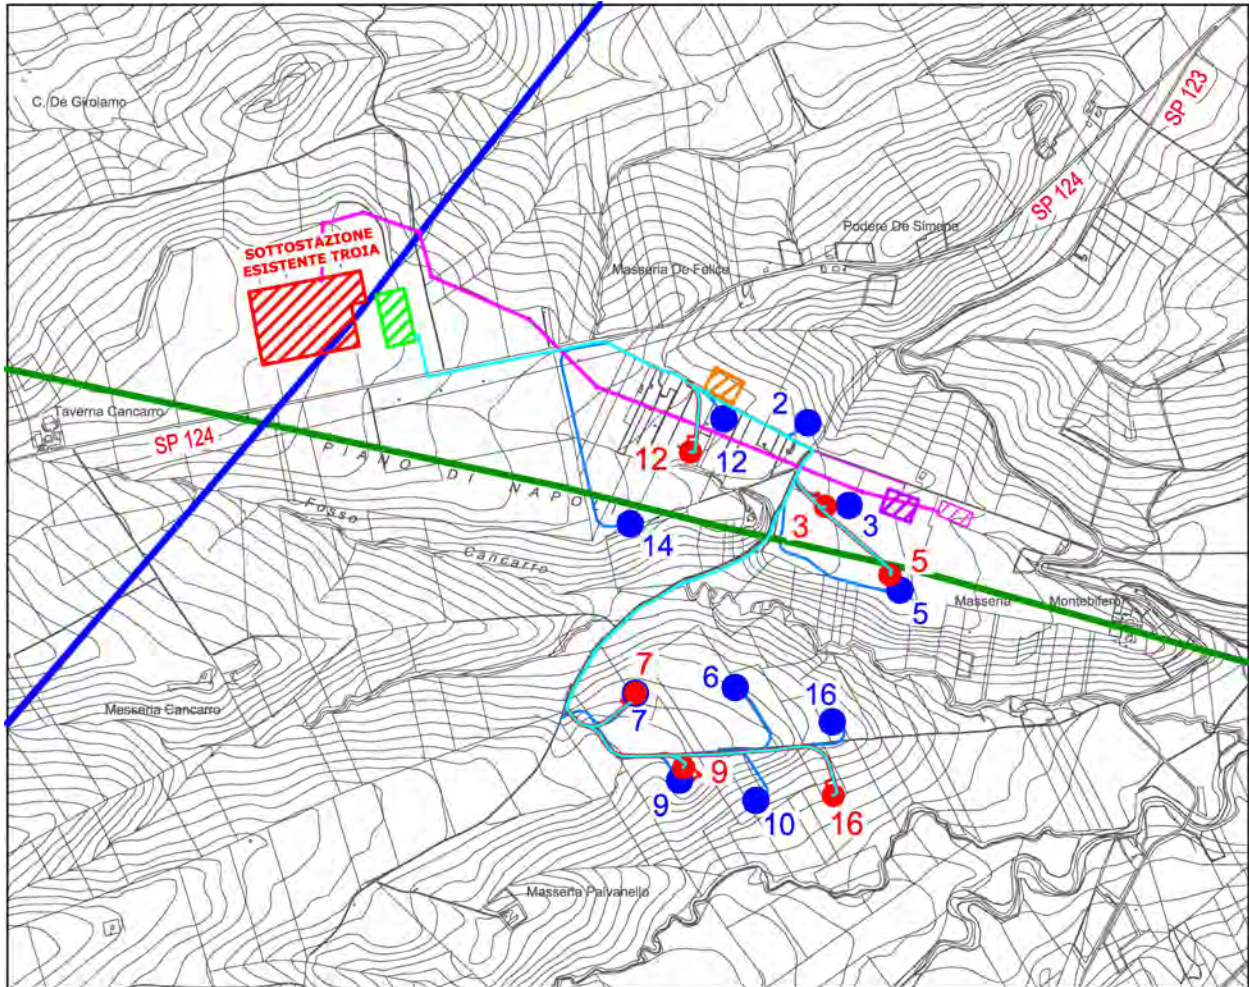 C. De Girolamo
SP 123
SP 124
SOTTOSTAZIONE
ESISTENTE TROIA
Podere De Simone
Masseria De Felice
Taverna Cancarro
SP 124
PIANO DI NAPO
2
12
12
3
3
Fosso
Cancarro
14
5
5
Masseria Montebifero
7
7
6
16
Messeria Cancarro
9
9
10
16
Masseria Palvanello